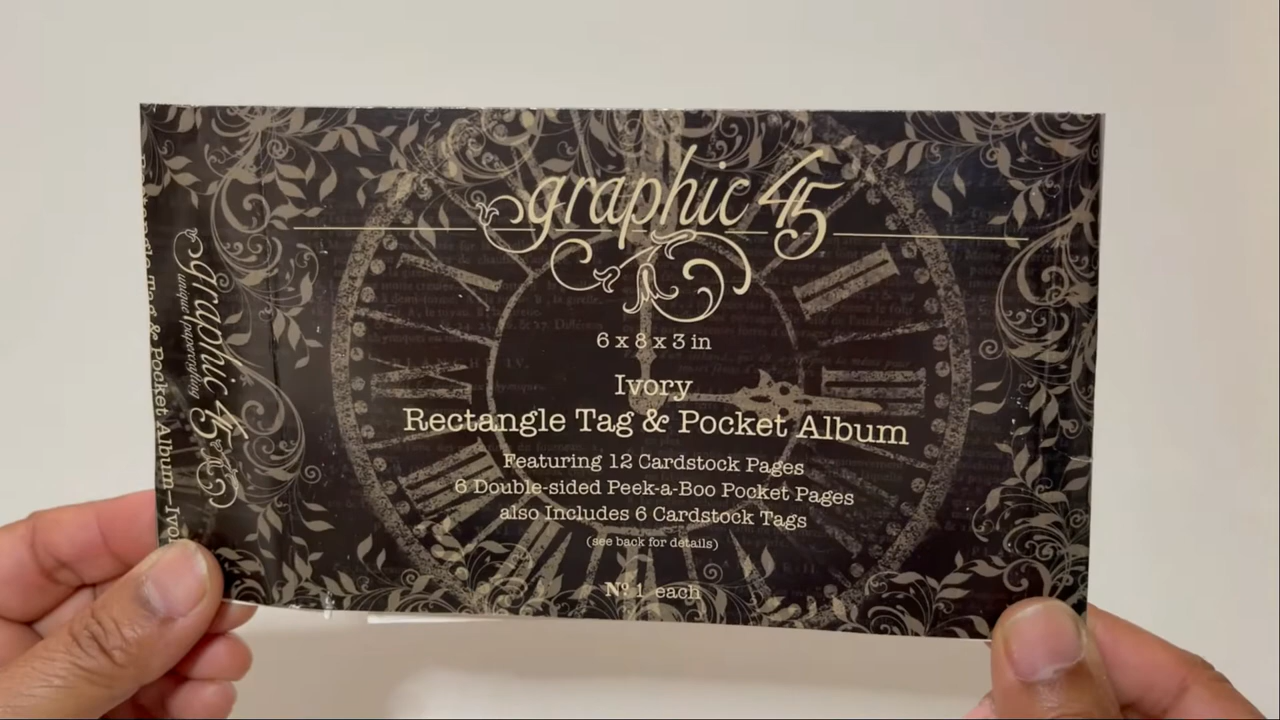 graphic 45
6 x 8 x 3 in
Ivory
Rectangle Tag & Pocket Album
Featuring 12 Cardstock Pages
6 Double-sided Peek-a-Boo Pocket Pages
also Includes 6 Cardstock Tags
(see back for details)
Nº 1 each
graphic 45
unique papercrafting
Tag & Pocket Album—